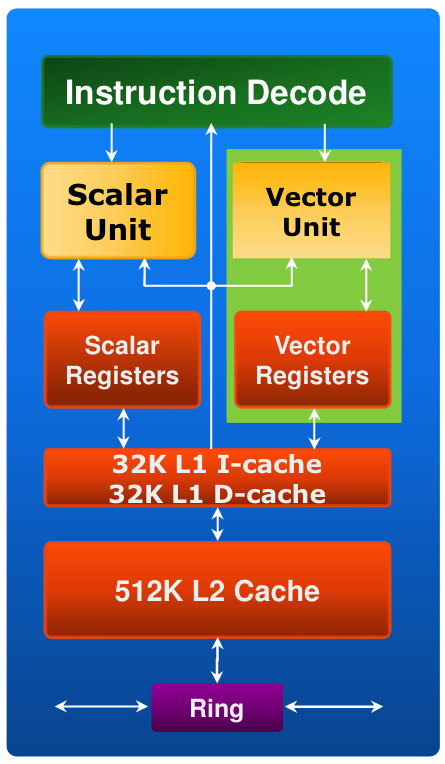 Instruction Decode
Scalar
Unit
Vector
Unit
Scalar
Registers
Vector
Registers
32K L1 I-cache
32K L1 D-cache
512K L2 Cache
Ring